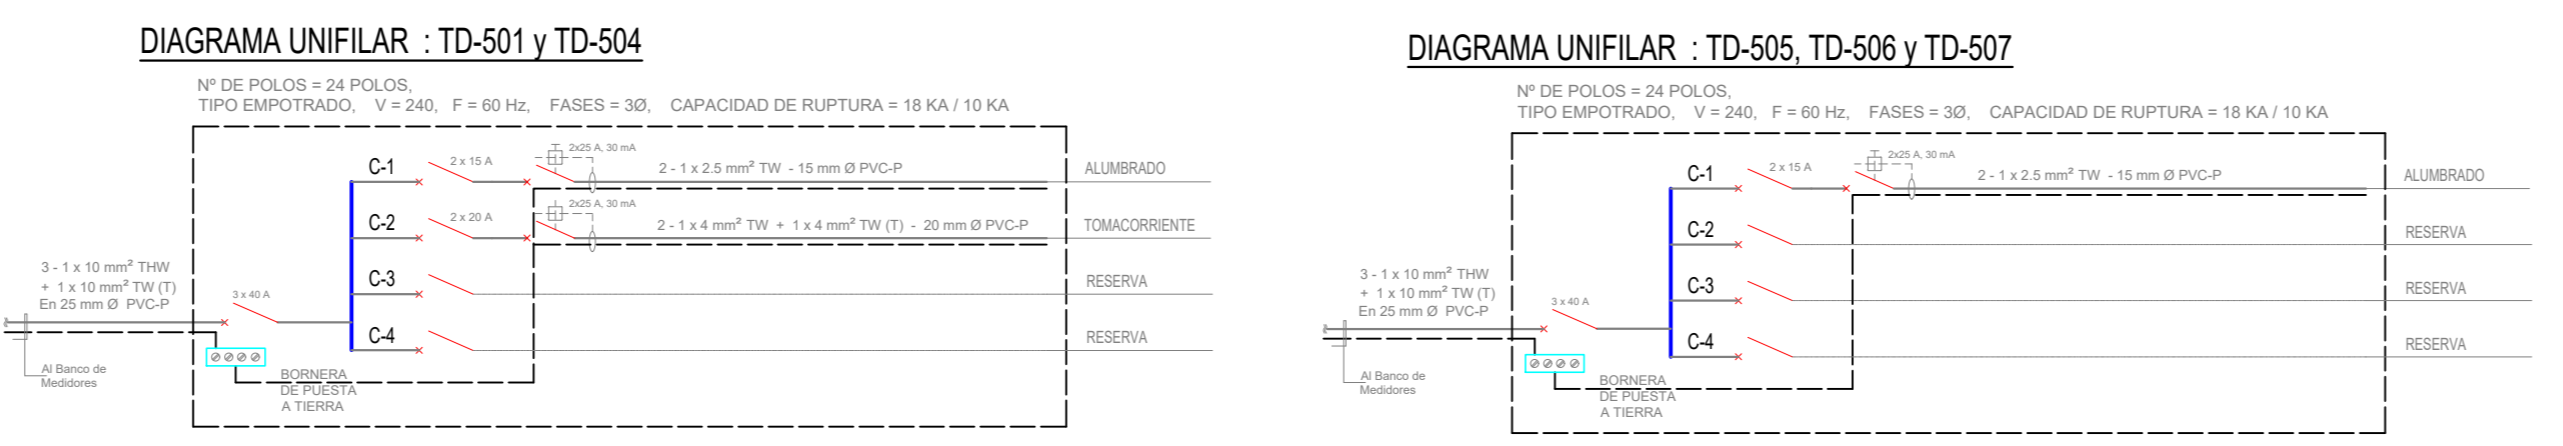 DIAGRAMA UNIFILAR : TD-501 y TD-504
Nº DE POLOS = 24 POLOS,
TIPO EMPOTRADO, V = 240, F = 60 Hz, FASES = 3Ø, CAPACIDAD DE RUPTURA = 18 KA / 10 KA
C-1
2 x 15 A
2x25 A, 30 mA
2 - 1 x 2.5 mm² TW - 15 mm Ø PVC-P
ALUMBRADO
C-2
2 x 20 A
2x25 A, 30 mA
2 - 1 x 4 mm² TW + 1 x 4 mm² TW (T) - 20 mm Ø PVC-P
TOMACORRIENTE
C-3
RESERVA
C-4
RESERVA
3 - 1 x 10 mm² THW
+ 1 x 10 mm² TW (T)
En 25 mm Ø PVC-P
3 x 40 A
Al Banco de
Medidores
BORNERA
DE PUESTA
A TIERRA
DIAGRAMA UNIFILAR : TD-505, TD-506 y TD-507
Nº DE POLOS = 24 POLOS,
TIPO EMPOTRADO, V = 240, F = 60 Hz, FASES = 3Ø, CAPACIDAD DE RUPTURA = 18 KA / 10 KA
C-1
2 x 15 A
2x25 A, 30 mA
2 - 1 x 2.5 mm² TW - 15 mm Ø PVC-P
ALUMBRADO
C-2
RESERVA
C-3
RESERVA
C-4
RESERVA
3 - 1 x 10 mm² THW
+ 1 x 10 mm² TW (T)
En 25 mm Ø PVC-P
3 x 40 A
Al Banco de
Medidores
BORNERA
DE PUESTA
A TIERRA